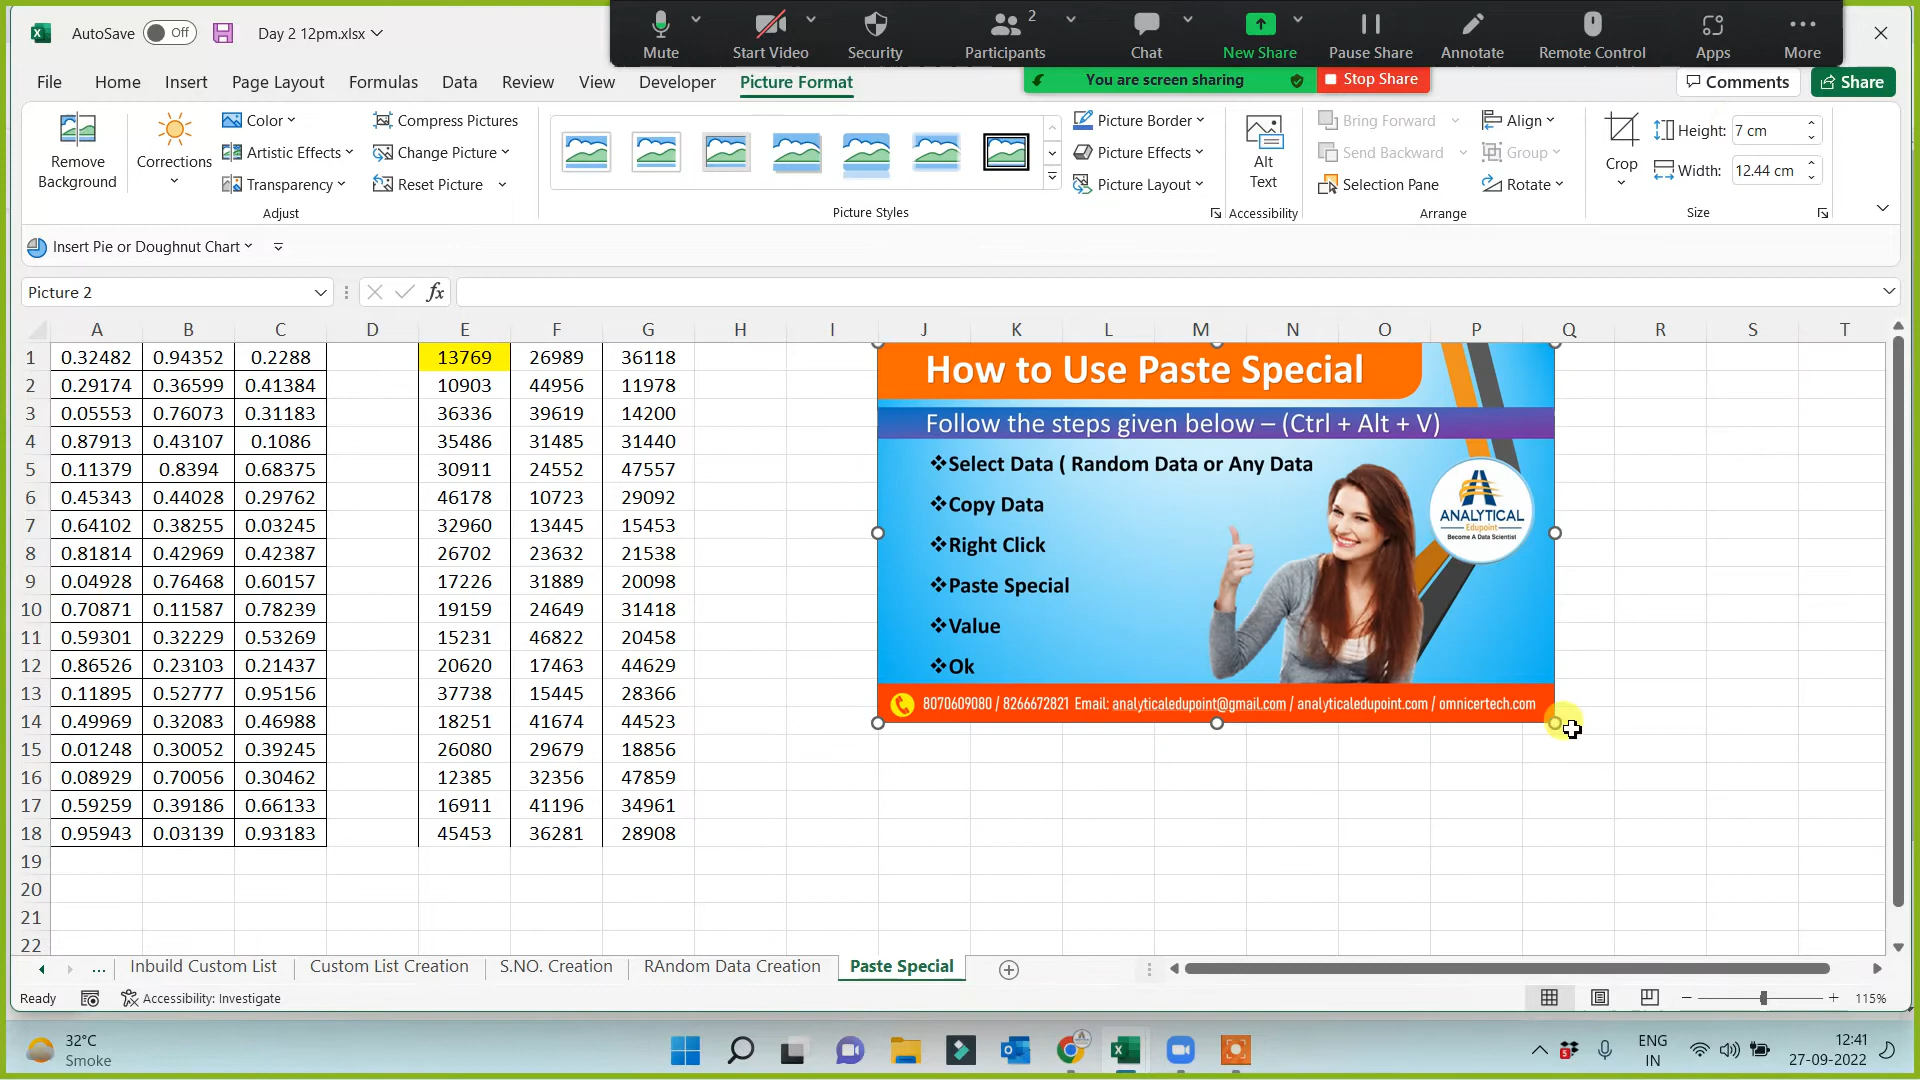 AutoSave Off Day 2 12pm.xlsx
Mute Start Video Security Participants 2 Chat New Share Pause Share Annotate Remote Control Apps More
You are screen sharing Stop Share
File Home Insert Page Layout Formulas Data Review View Developer Picture Format Comments Share
Remove Background
Corrections
Color
Artistic Effects
Transparency
Compress Pictures
Change Picture
Reset Picture
Adjust
Picture Styles
Picture Border
Picture Effects
Picture Layout
Alt Text
Accessibility
Bring Forward
Send Backward
Selection Pane
Align
Group
Rotate
Arrange
Crop
Height: 7 cm
Width: 12.44 cm
Size
Insert Pie or Doughnut Chart
Picture 2 fx
A B C D E F G H I J K L M N O P Q R S T
1 0.32482 0.94352 0.2288 13769 26989 36118
2 0.29174 0.36599 0.41384 10903 44956 11978
3 0.05553 0.76073 0.31183 36336 39619 14200
4 0.87913 0.43107 0.1086 35486 31485 31440
5 0.11379 0.8394 0.68375 30911 24552 47557
6 0.45343 0.44028 0.29762 46178 10723 29092
7 0.64102 0.38255 0.03245 32960 13445 15453
8 0.81814 0.42969 0.42387 26702 23632 21538
9 0.04928 0.76468 0.60157 17226 31889 20098
10 0.70871 0.11587 0.78239 19159 24649 31418
11 0.59301 0.32229 0.53269 15231 46822 20458
12 0.86526 0.23103 0.21437 20620 17463 44629
13 0.11895 0.52777 0.95156 37738 15445 28366
14 0.49969 0.32083 0.46988 18251 41674 44523
15 0.01248 0.30052 0.39245 26080 29679 18856
16 0.08929 0.70056 0.30462 12385 32356 47859
17 0.59259 0.39186 0.66133 16911 41196 34961
18 0.95943 0.03139 0.93183 45453 36281 28908
19
20
21
22
How to Use Paste Special
Follow the steps given below – (Ctrl + Alt + V)
❖Select Data ( Random Data or Any Data
❖Copy Data
❖Right Click
❖Paste Special
❖Value
❖Ok
ANALYTICAL
Edupoint
Become A Data Scientist
8070609080 / 8266672821 Email: analyticaledupoint@gmail.com / analyticaledupoint.com / omnicertech.com
... Inbuild Custom List Custom List Creation S.NO. Creation RAndom Data Creation Paste Special
Ready Accessibility: Investigate 115%
32°C
Smoke
5
ENG
IN
12:41
27-09-2022